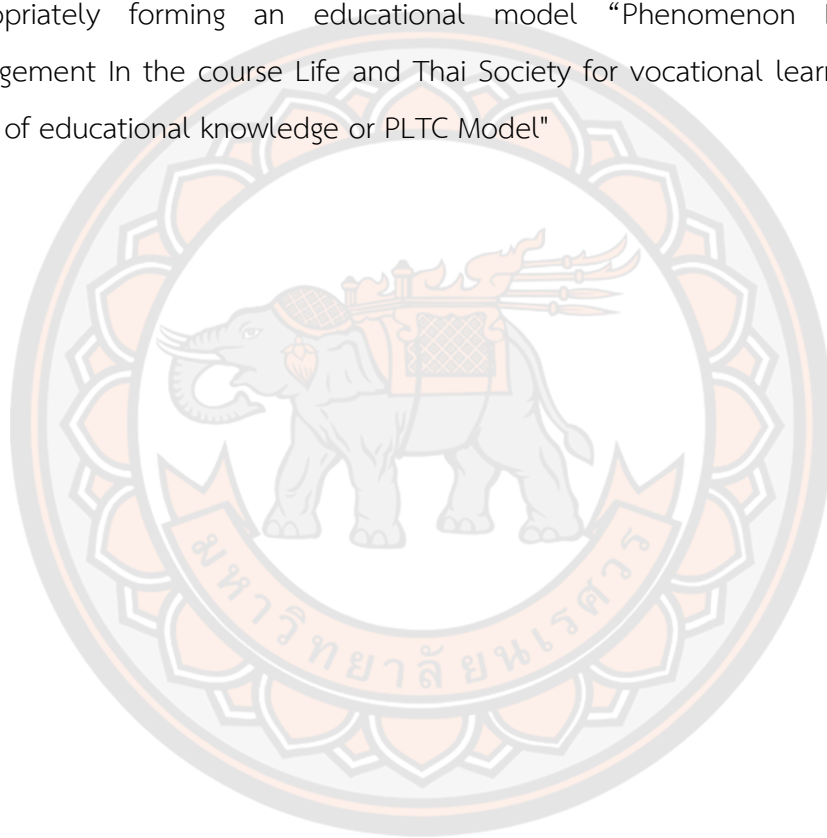 opriately forming an educational model “Phenomenon
gement In the course Life and Thai Society for vocational lear
of educational knowledge or PLTC Model"
มหาวิทยาลัยนเรศวร